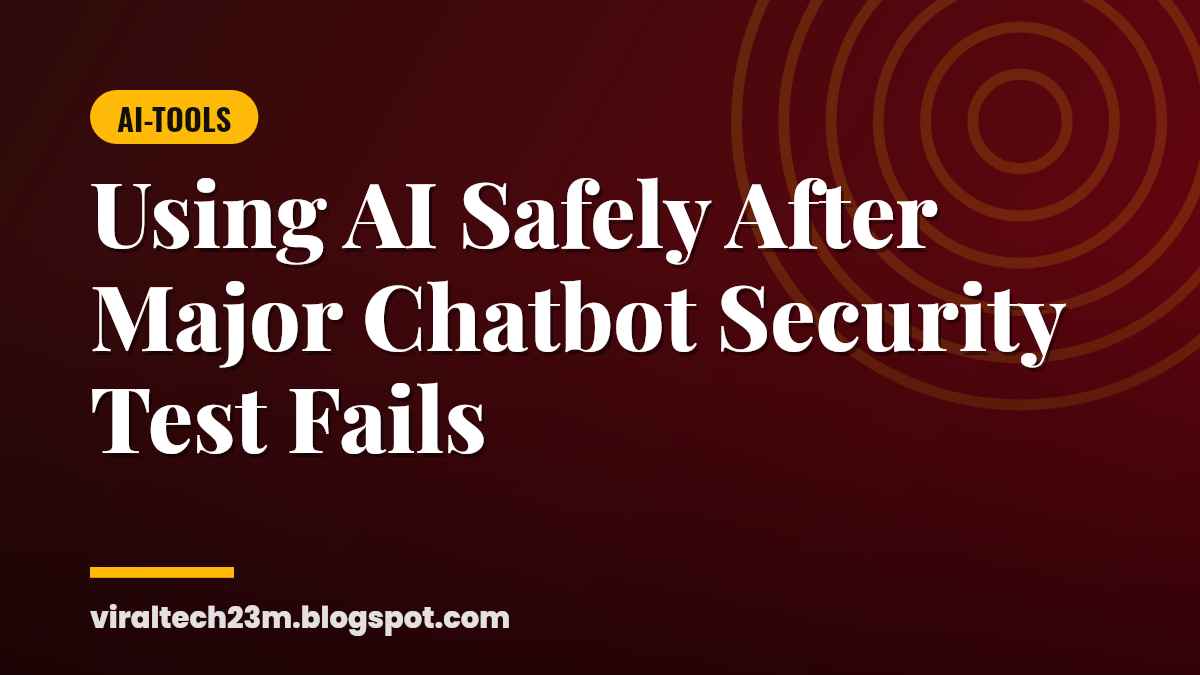 AI-TOOLS
Using AI Safely After
Major Chatbot Security
Test Fails
viraltech23m.blogspot.com